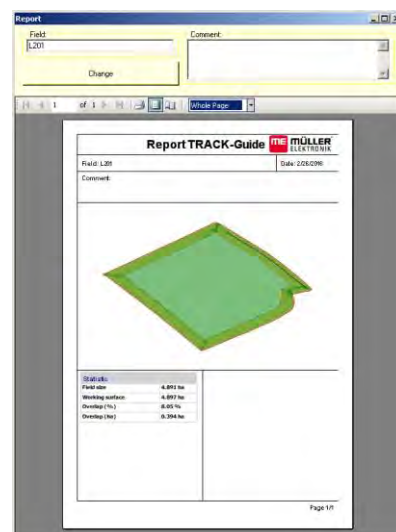 Report
Field:
Comment:
L201
Change
1 of 1
Whole Page
Report TRACK-Guide
ME MÜLLER
ELEKTRONIK
Field: L201
Date: 2/26/2018
Comment:
Statistic
Field size 4.891 ha
Working surface 4.897 ha
Overlap (%) 8.05 %
Overlap (ha) 0.394 ha
Page 1/1